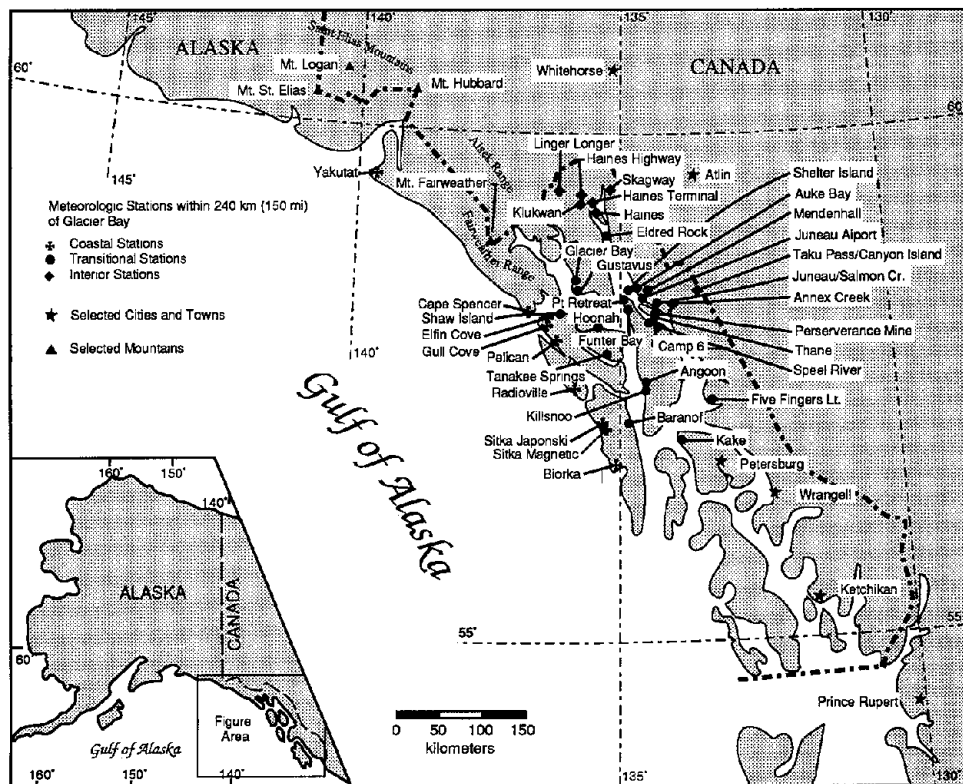 145˚
140˚
135˚
130˚
Saint Elias Mountains
ALASKA
CANADA
Mt. Logan
Whitehorse
60˚
Mt. Hubbard
Mt. St. Elias
60˚
Linger Longer
Haines Highway
Shelter Island
145˚
Yakutat
Alsek Range
Skagway
Atlin
Auke Bay
Mt. Fairweather
Haines Terminal
Mendenhall
Klukwan
Haines
Juneau Aiport
Eldred Rock
Taku Pass/Canyon Island
Fairweather Range
Glacier Bay
Gustavus
Juneau/Salmon Cr.
Meteorologic Stations within 240 km (150 mi)
of Glacier Bay
Coastal Stations
Transitional Stations
Interior Stations
Selected Cities and Towns
Selected Mountains
Cape Spencer
Pt Retreat
Annex Creek
Shaw Island
Hoonah
Perserverance Mine
Elfin Cove
Funter Bay
Camp 6
Thane
Gull Cove
140˚
Pelican
Speel River
Tanakee Springs
Angoon
Radioville
Five Fingers Lt.
Killsnoo
Baranof
Sitka Japonski
Kake
Sitka Magnetic
Petersburg
Biorka
Wrangell
Gulf of Alaska
160˚
150˚
140˚
ALASKA
CANADA
Ketchikan
55˚
55˚
60˚
Prince Rupert
Figure
Area
Gulf of Alaska
0 50 100 150
kilometers
160˚
150˚
140˚
135˚
130˚